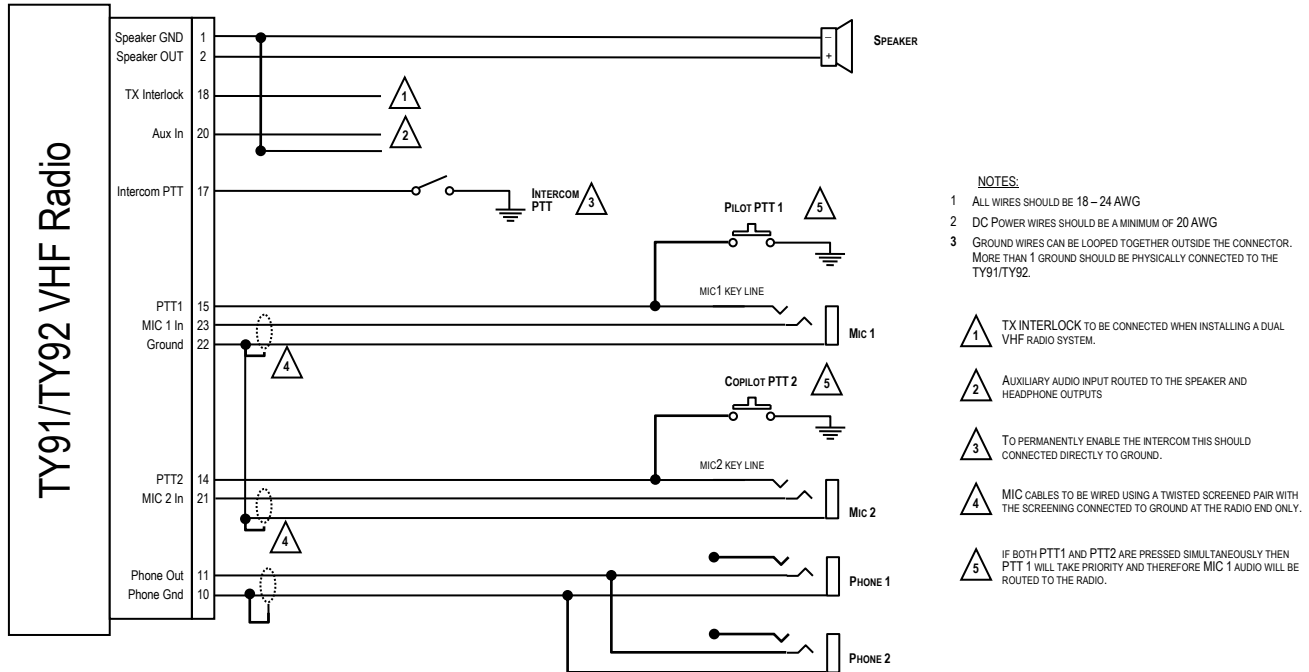 TY91/TY92 VHF Radio
Speaker GND 1
Speaker OUT 2
– SPEAKER
+
TX Interlock 18
1
Aux In 20
2
Intercom PTT 17
INTERCOM
PTT
3
PILOT PTT 1
5
MIC1 KEY LINE
PTT1 15
MIC 1 In 23
Ground 22
MIC 1
4
COPILOT PTT 2
5
MIC2 KEY LINE
PTT2 14
MIC 2 In 21
MIC 2
4
Phone Out 11
Phone Gnd 10
PHONE 1
PHONE 2
NOTES:
1 ALL WIRES SHOULD BE 18 – 24 AWG
2 DC POWER WIRES SHOULD BE A MINIMUM OF 20 AWG
3 GROUND WIRES CAN BE LOOPED TOGETHER OUTSIDE THE CONNECTOR.
MORE THAN 1 GROUND SHOULD BE PHYSICALLY CONNECTED TO THE
TY91/TY92.
1 TX INTERLOCK TO BE CONNECTED WHEN INSTALLING A DUAL
VHF RADIO SYSTEM.
2 AUXILIARY AUDIO INPUT ROUTED TO THE SPEAKER AND
HEADPHONE OUTPUTS
3 TO PERMANENTLY ENABLE THE INTERCOM THIS SHOULD
CONNECTED DIRECTLY TO GROUND.
4 MIC CABLES TO BE WIRED USING A TWISTED SCREENED PAIR WITH
THE SCREENING CONNECTED TO GROUND AT THE RADIO END ONLY.
5 IF BOTH PTT1 AND PTT2 ARE PRESSED SIMULTANEOUSLY THEN
PTT 1 WILL TAKE PRIORITY AND THEREFORE MIC 1 AUDIO WILL BE
ROUTED TO THE RADIO.